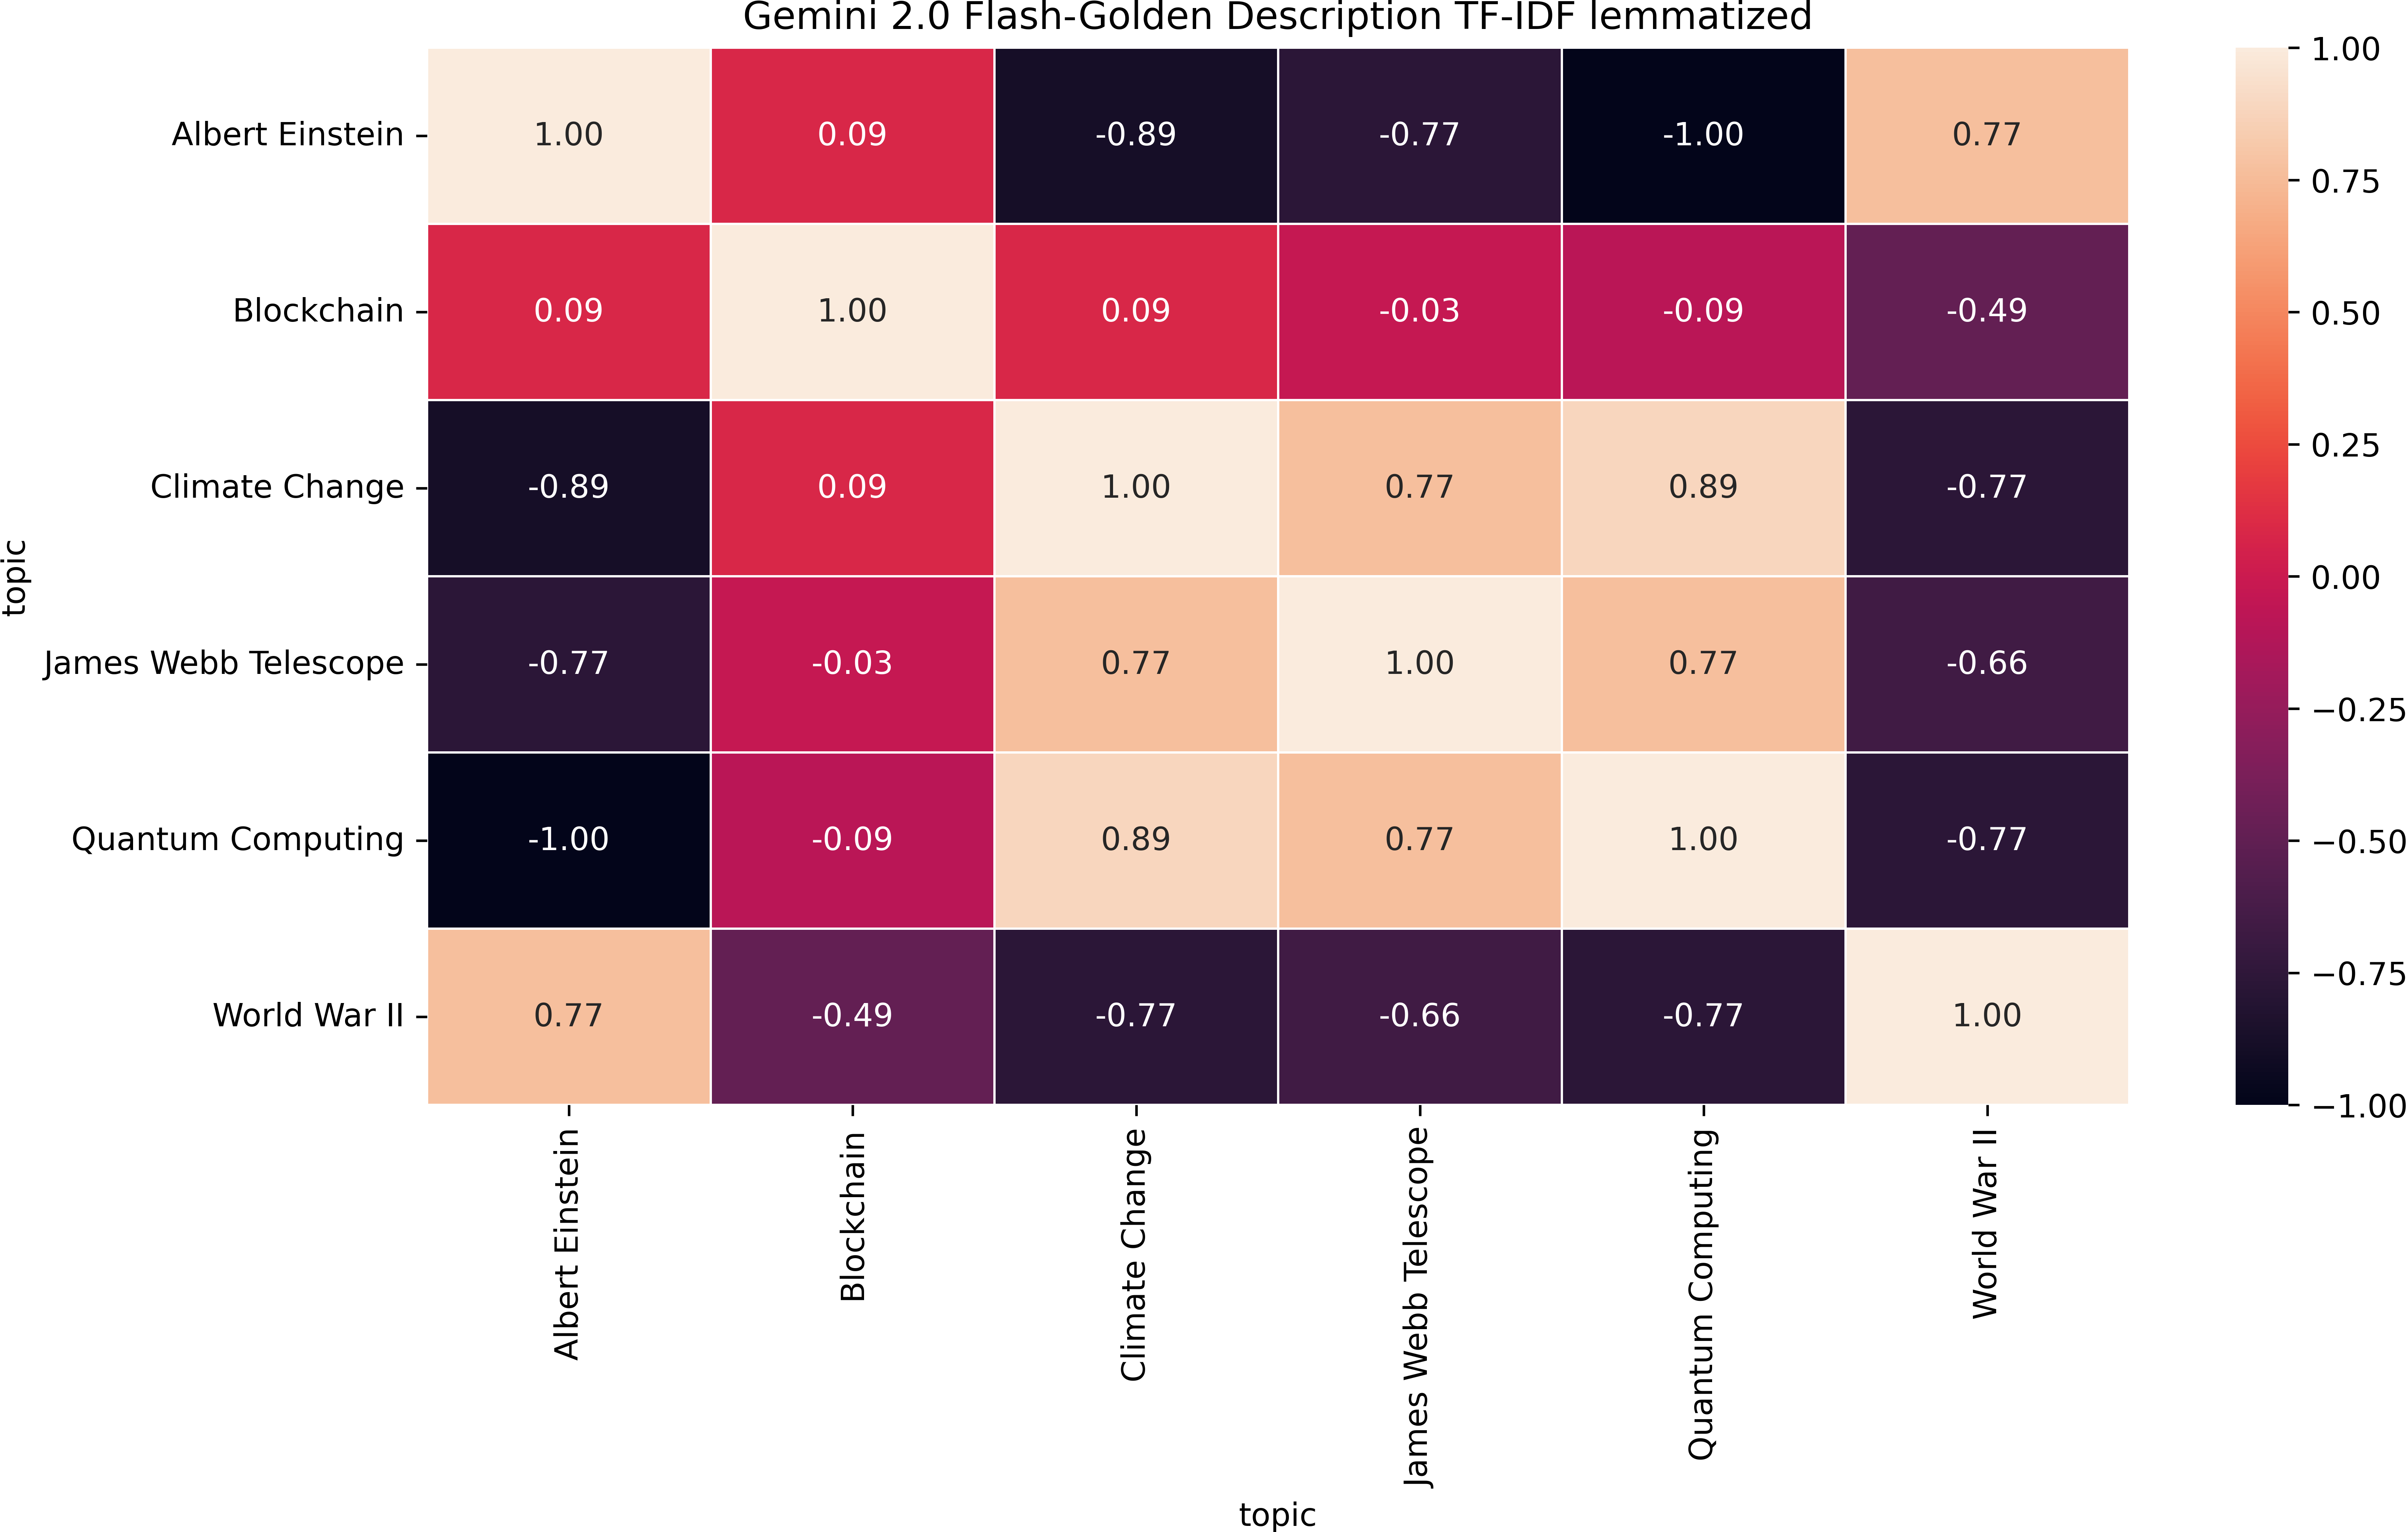 Gemini 2.0 Flash-Golden Description TF-IDF lemmatized
Albert Einstein 1.00 0.09 -0.89 -0.77 -1.00 0.77
Blockchain 0.09 1.00 0.09 -0.03 -0.09 -0.49
Climate Change -0.89 0.09 1.00 0.77 0.89 -0.77
James Webb Telescope -0.77 -0.03 0.77 1.00 0.77 -0.66
Quantum Computing -1.00 -0.09 0.89 0.77 1.00 -0.77
World War II 0.77 -0.49 -0.77 -0.66 -0.77 1.00
topic
Albert Einstein
Blockchain
Climate Change
James Webb Telescope
Quantum Computing
World War II
topic
1.00
0.75
0.50
0.25
0.00
−0.25
−0.50
−0.75
−1.00